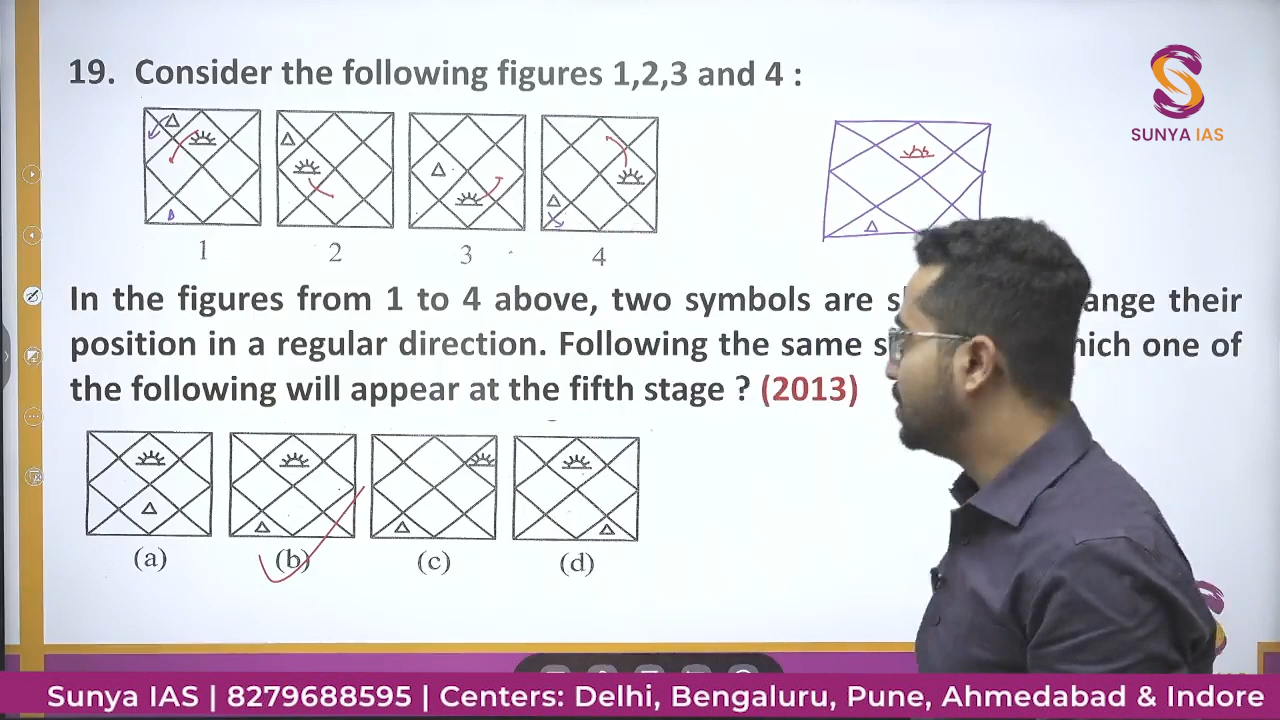 19. Consider the following figures 1,2,3 and 4 :
SUNYA IAS
1 2 3 4
In the figures from 1 to 4 above, two symbols are ange their
position in a regular direction. Following the same hich one of
the following will appear at the fifth stage ? (2013)
(a) (b) (c) (d)
Sunya IAS | 8279688595 | Centers: Delhi, Bengaluru, Pune, Ahmedabad & Indore